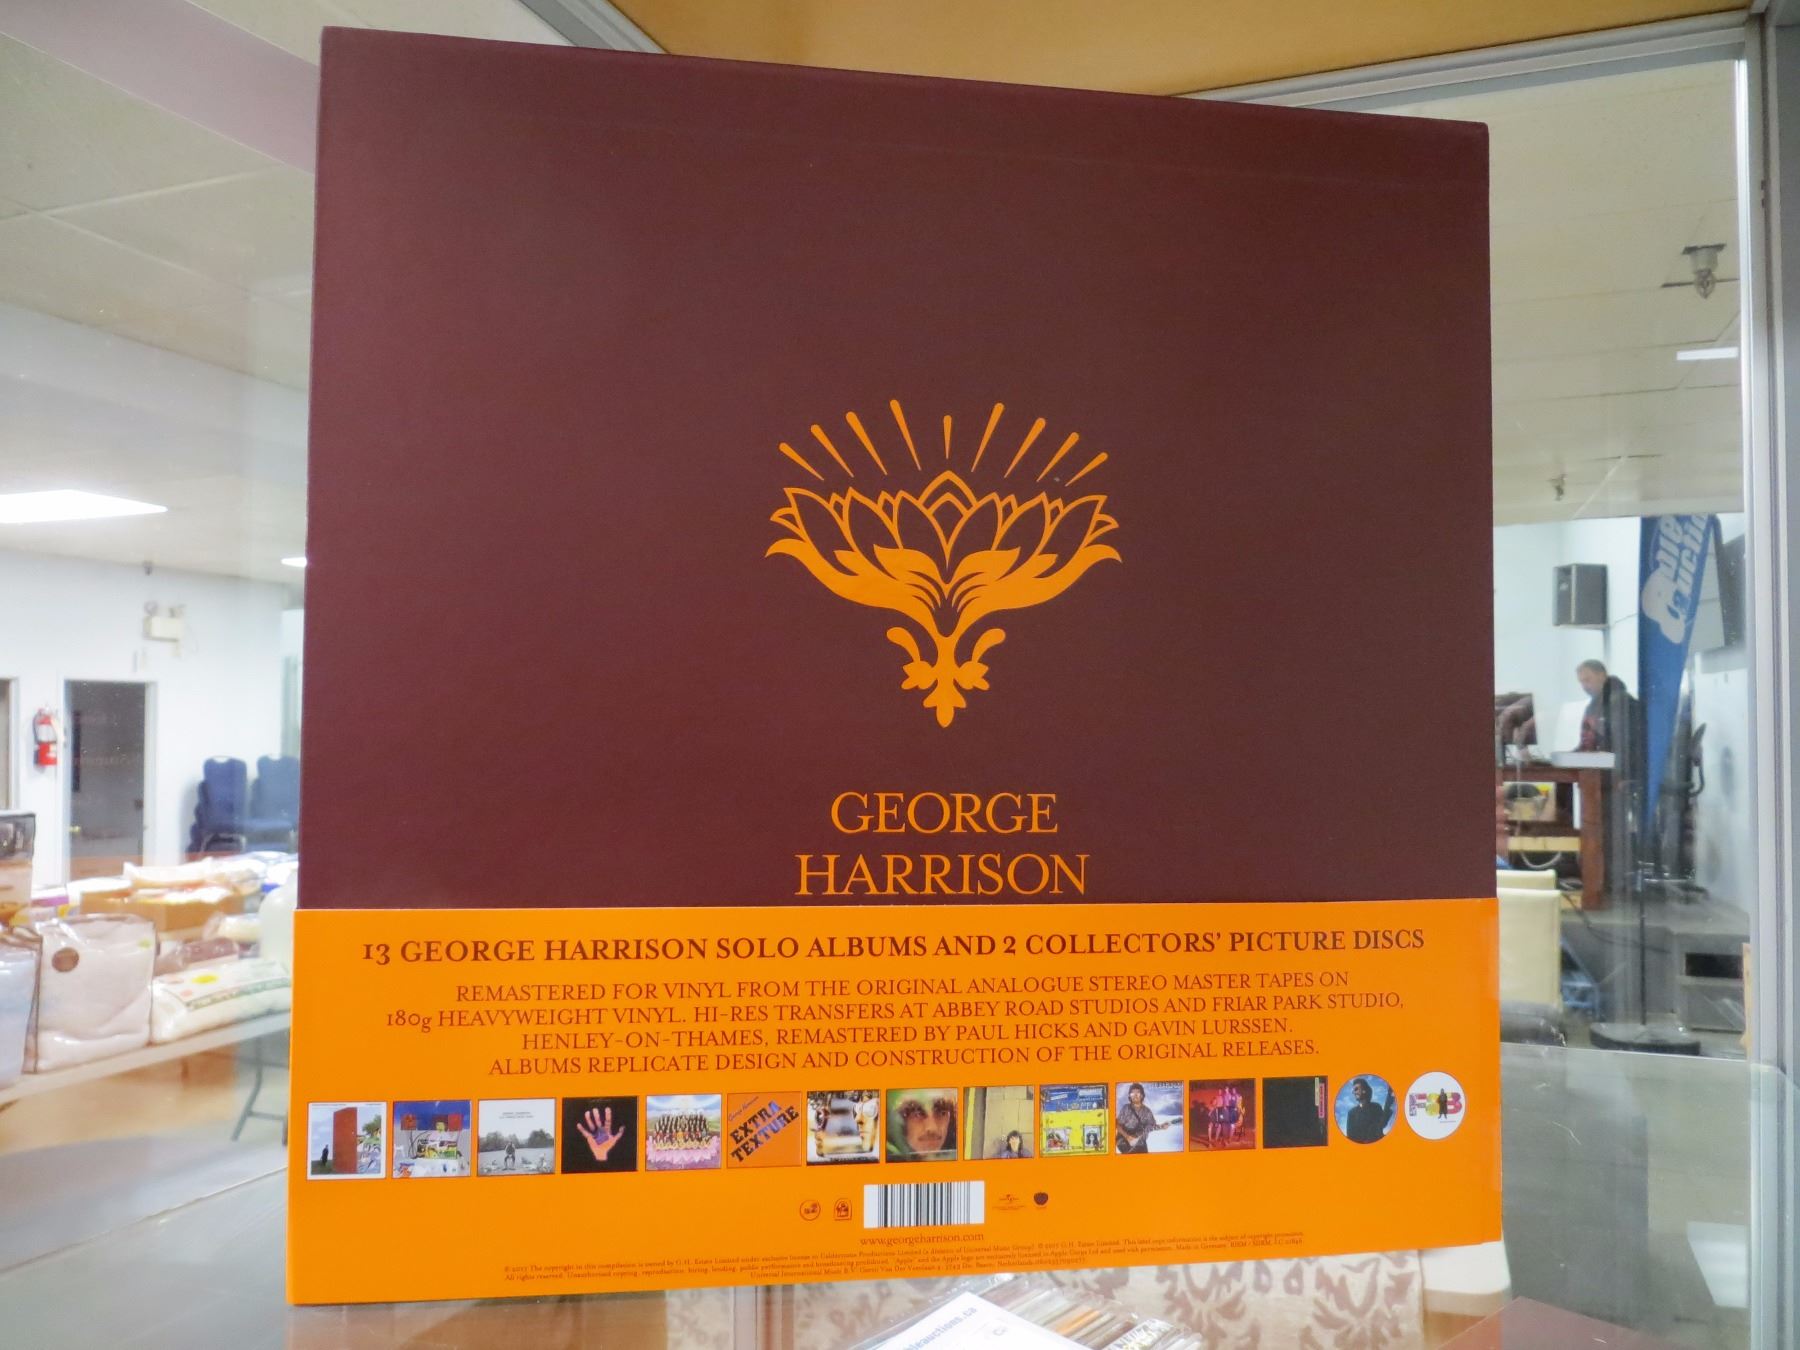 GEORGE
HARRISON
13 GEORGE HARRISON SOLO ALBUMS AND 2 COLLECTORS' PICTURE DISCS
REMASTERED FOR VINYL FROM THE ORIGINAL ANALOGUE STEREO MASTER TAPES ON
180g HEAVYWEIGHT VINYL. HI-RES TRANSFERS AT ABBEY ROAD STUDIOS AND FRIAR PARK STUDIO,
HENLEY-ON-THAMES, REMASTERED BY PAUL HICKS AND GAVIN LURSSEN.
ALBUMS REPLICATE DESIGN AND CONSTRUCTION OF THE ORIGINAL RELEASES.
EXTRA
TEXTURE
www.georgeharrison.com